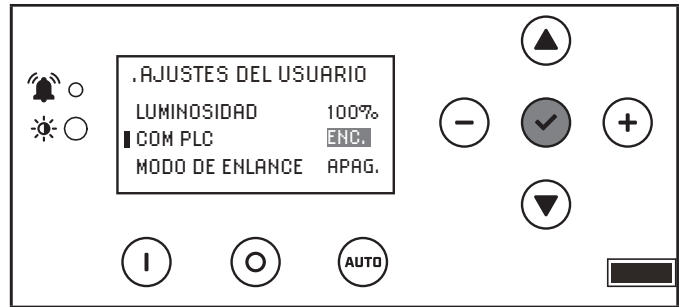 .AJUSTES DEL USUARIO
LUMINOSIDAD 100%
COM PLC ENC.
MODO DE ENLANCE APAG.
AUTO